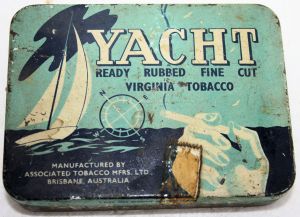 YACHT
READY RUBBED FINE CUT
VIRGINIA TOBACCO
N
E
MANUFACTURED BY
ASSOCIATED TOBACCO MFRS. LTD.
BRISBANE, AUSTRALIA